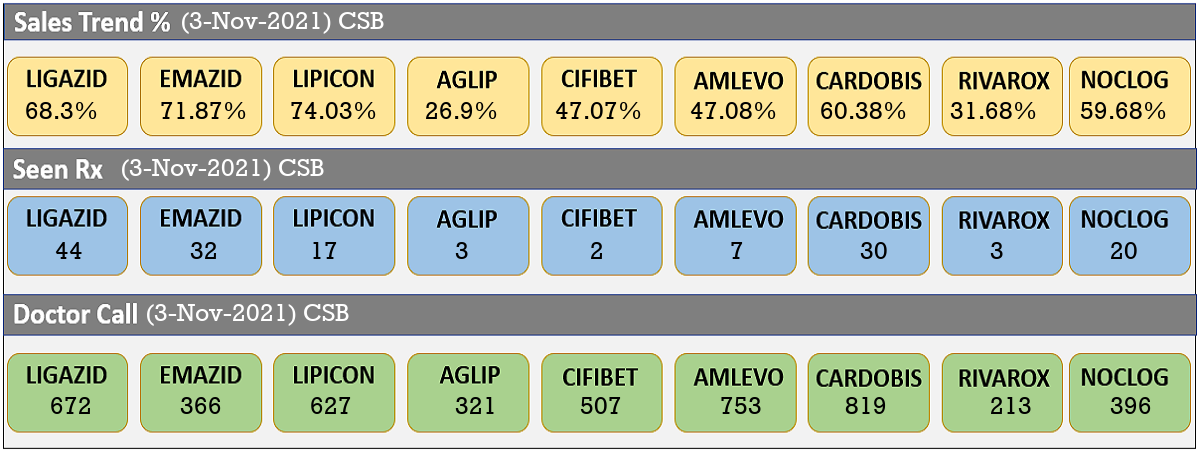 Sales Trend % (3-Nov-2021) CSB
LIGAZID EMAZID LIPICON AGLIP CIFIBET AMLEVO CARDOBIS RIVAROX NOCLOG
68.3% 71.87% 74.03% 26.9% 47.07% 47.08% 60.38% 31.68% 59.68%
Seen Rx (3-Nov-2021) CSB
LIGAZID EMAZID LIPICON AGLIP CIFIBET AMLEVO CARDOBIS RIVAROX NOCLOG
44 32 17 3 2 7 30 3 20
Doctor Call (3-Nov-2021) CSB
LIGAZID EMAZID LIPICON AGLIP CIFIBET AMLEVO CARDOBIS RIVAROX NOCLOG
672 366 627 321 507 753 819 213 396